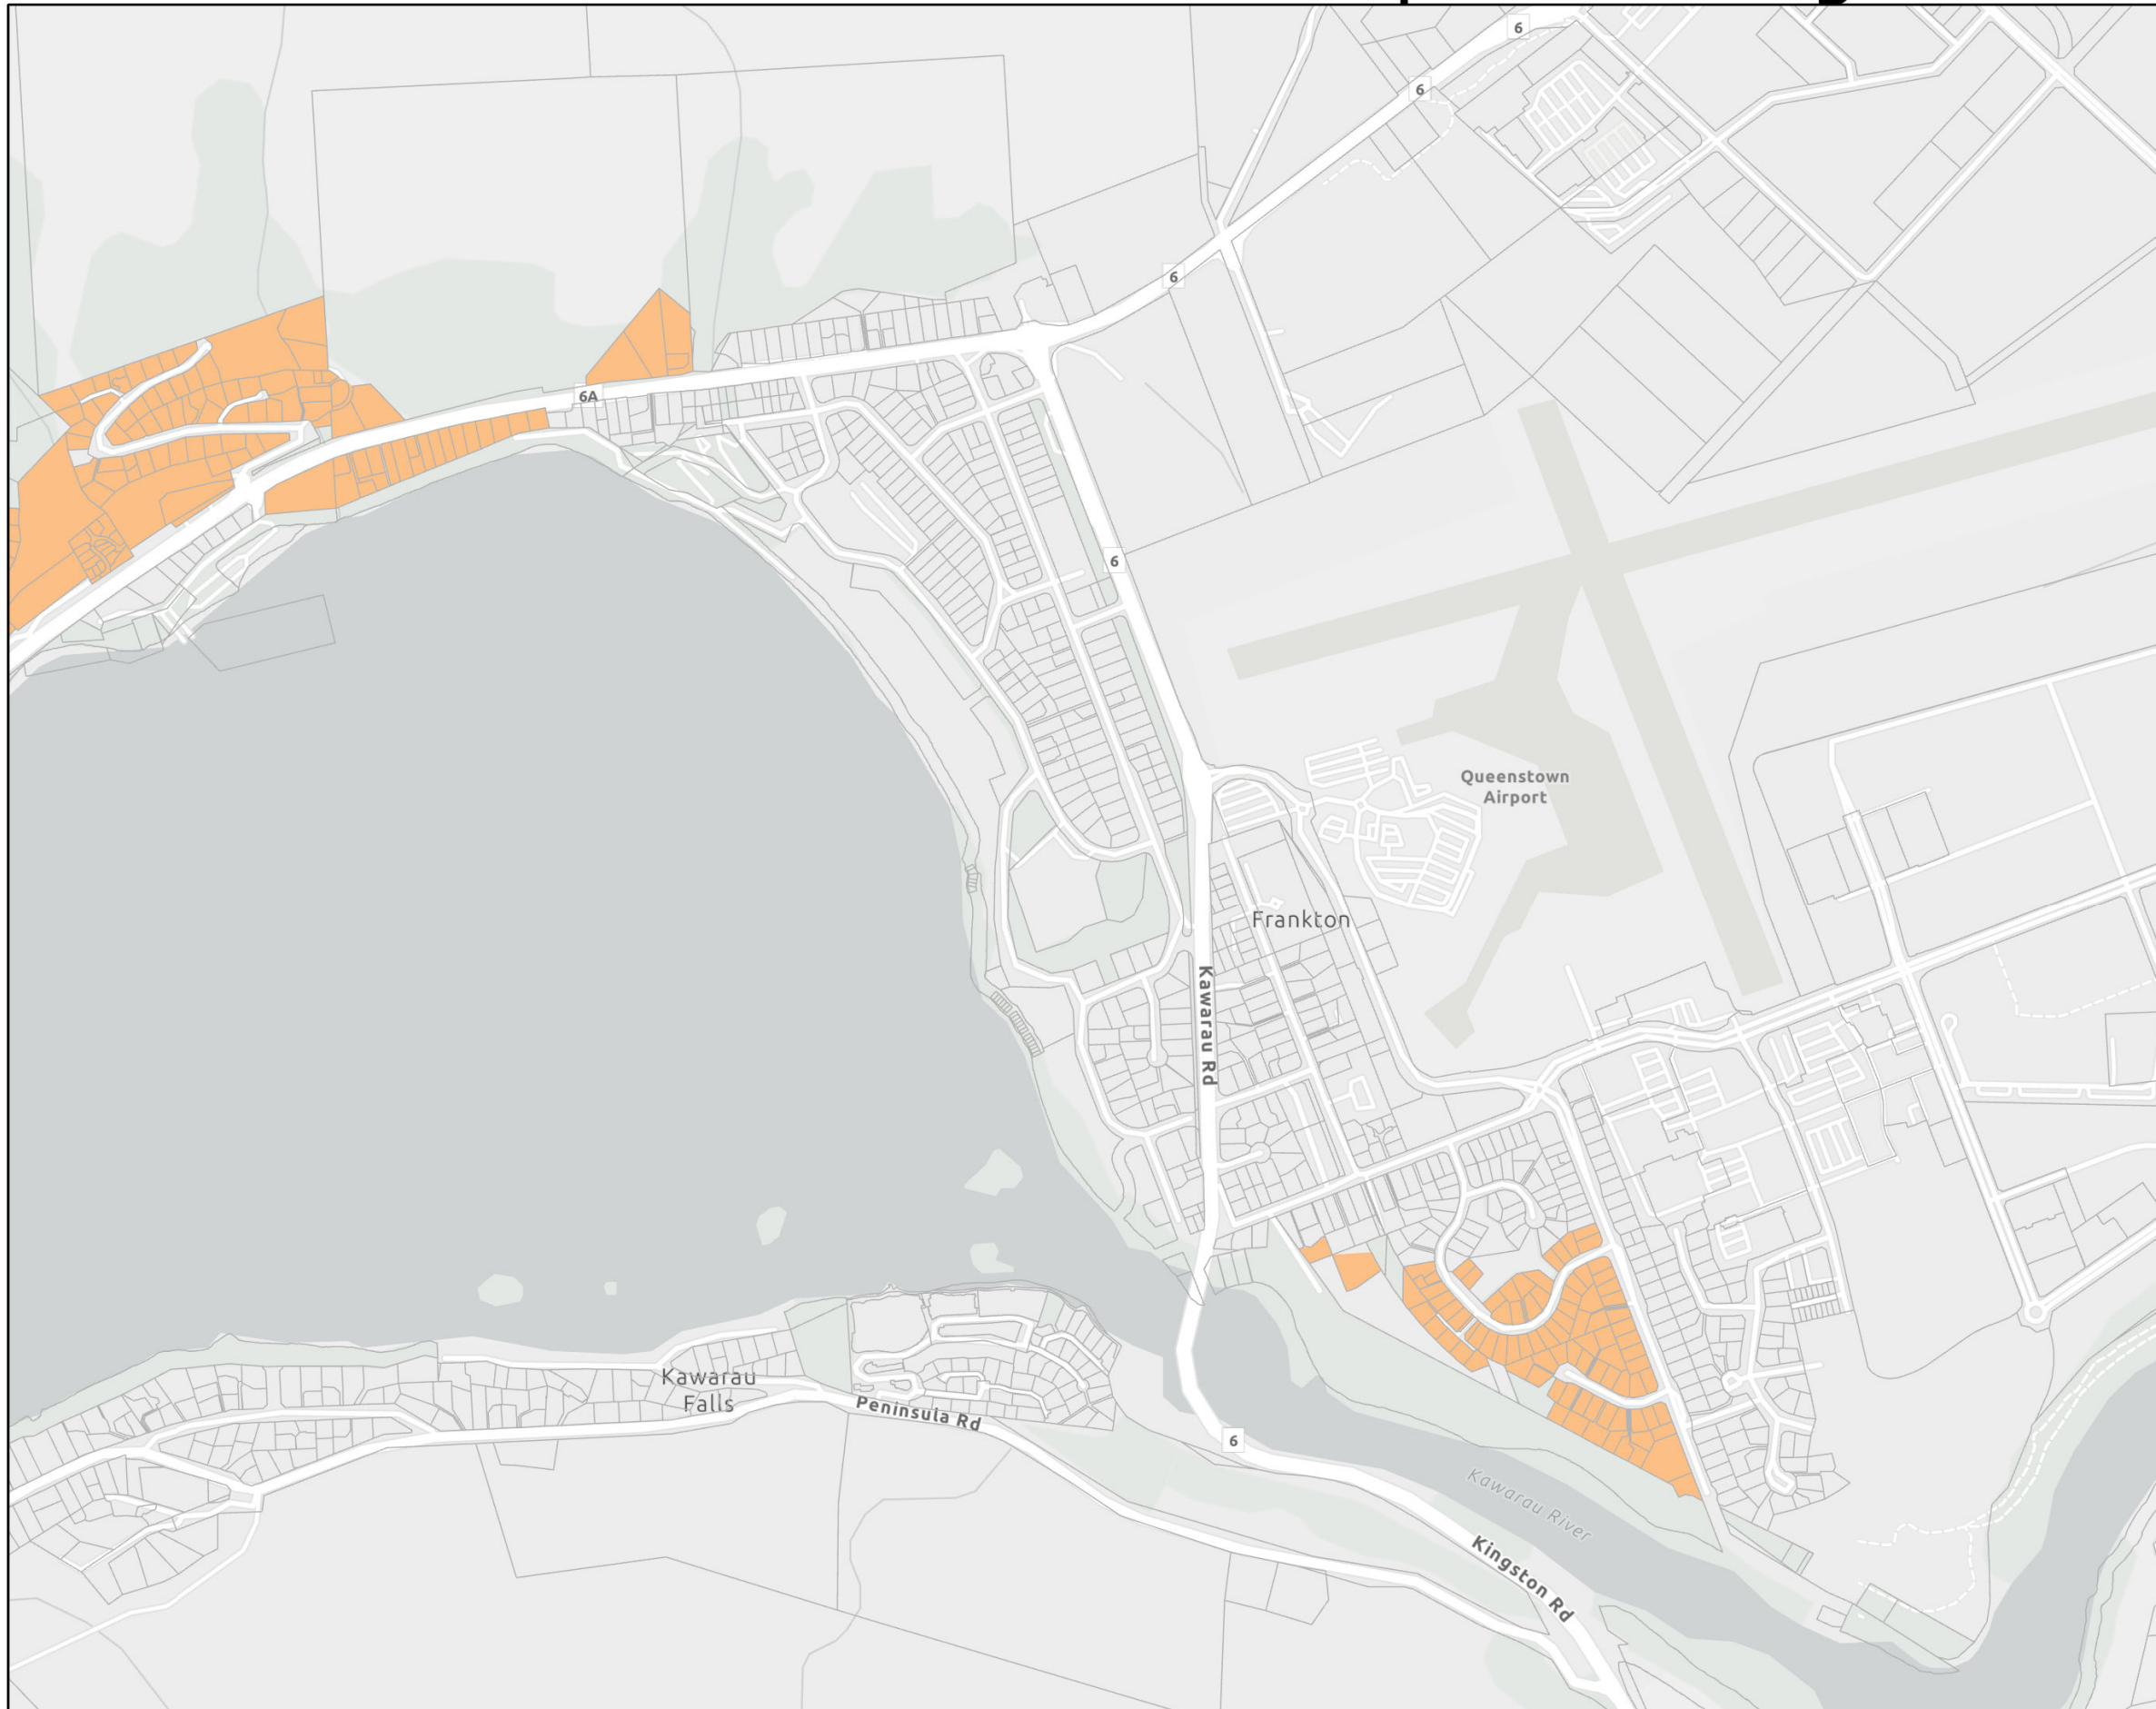 6
6
6
6A
6
Queenstown
Airport
Frankton
Kawarau Rd
Kawarau
Falls
Peninsula Rd
6
Kawarau River
Kingston Rd